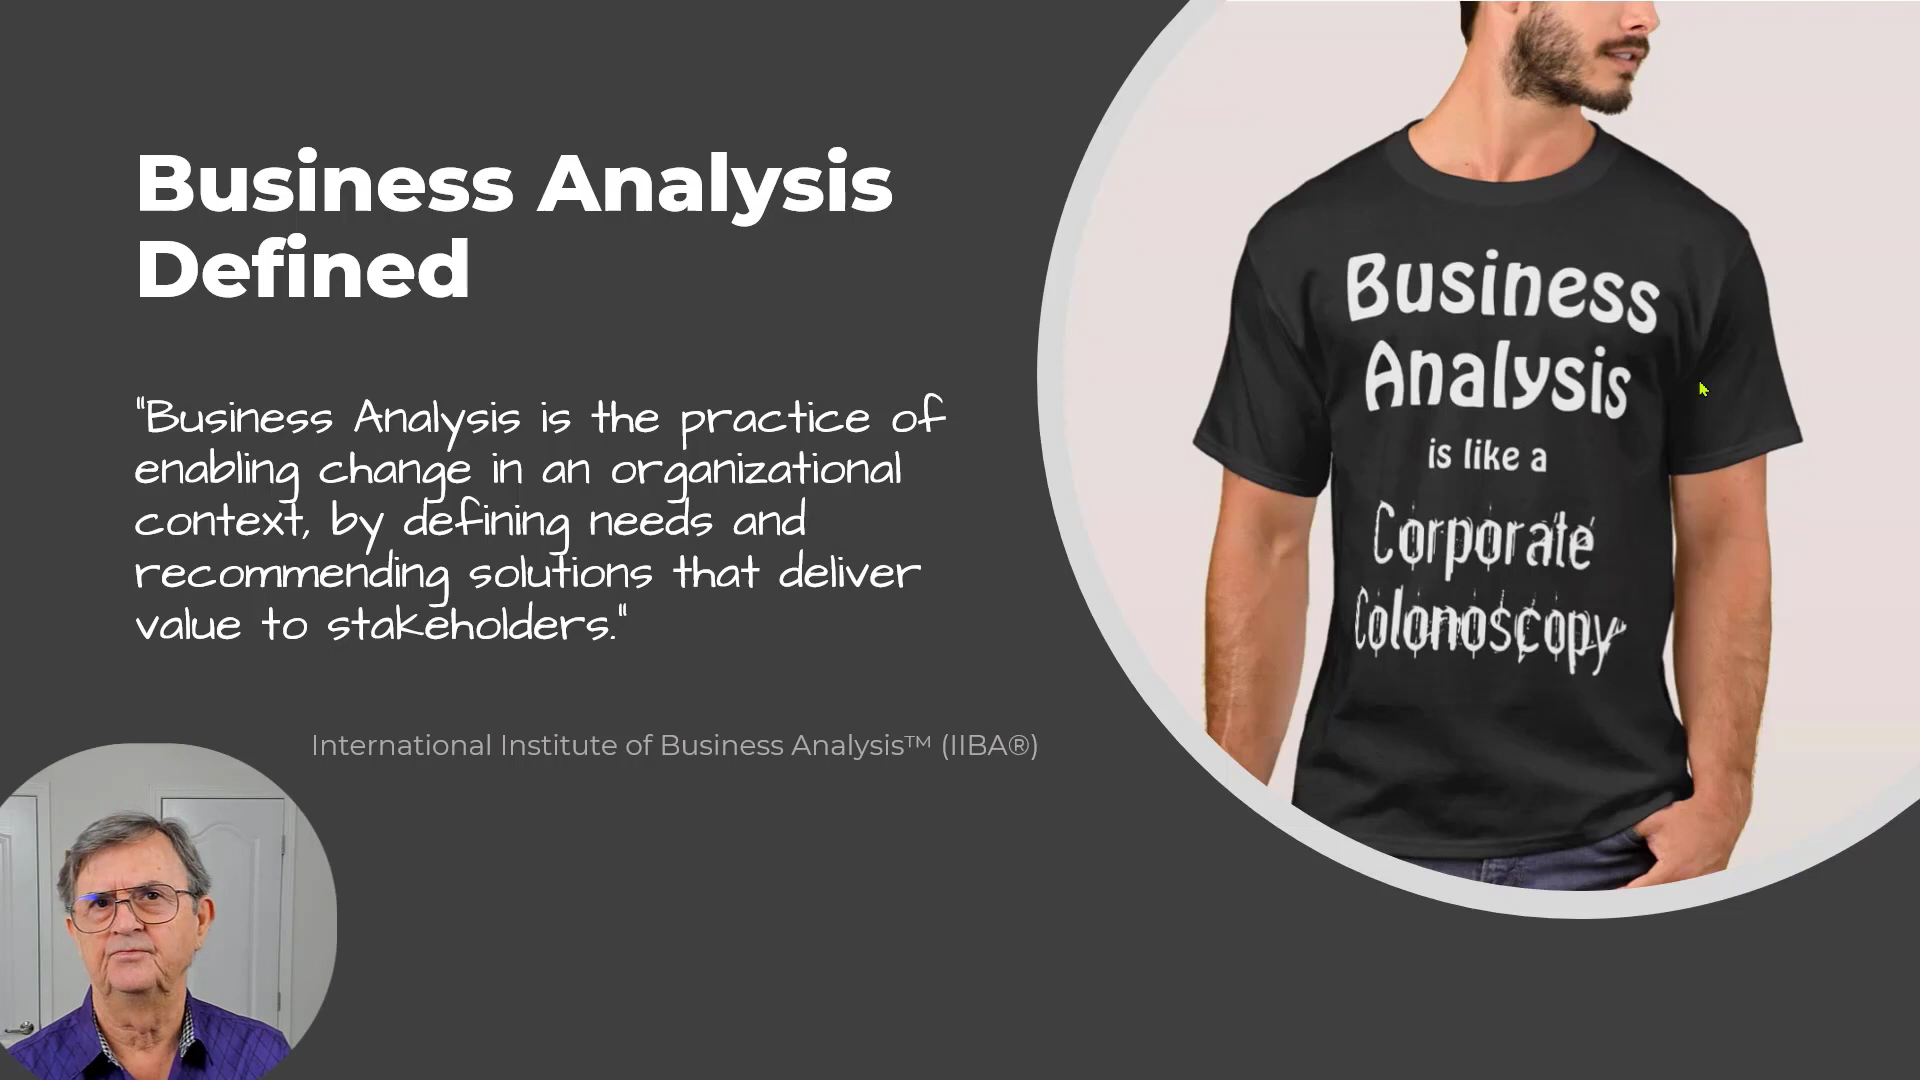 Business Analysis
Defined
"Business Analysis is the practice of
enabling change in an organizational
context, by defining needs and
recommending solutions that deliver
value to stakeholders."
International Institute of Business Analysis™ (IIBA®)
Business
Analysis
is like a
Corporate
Colonoscopy